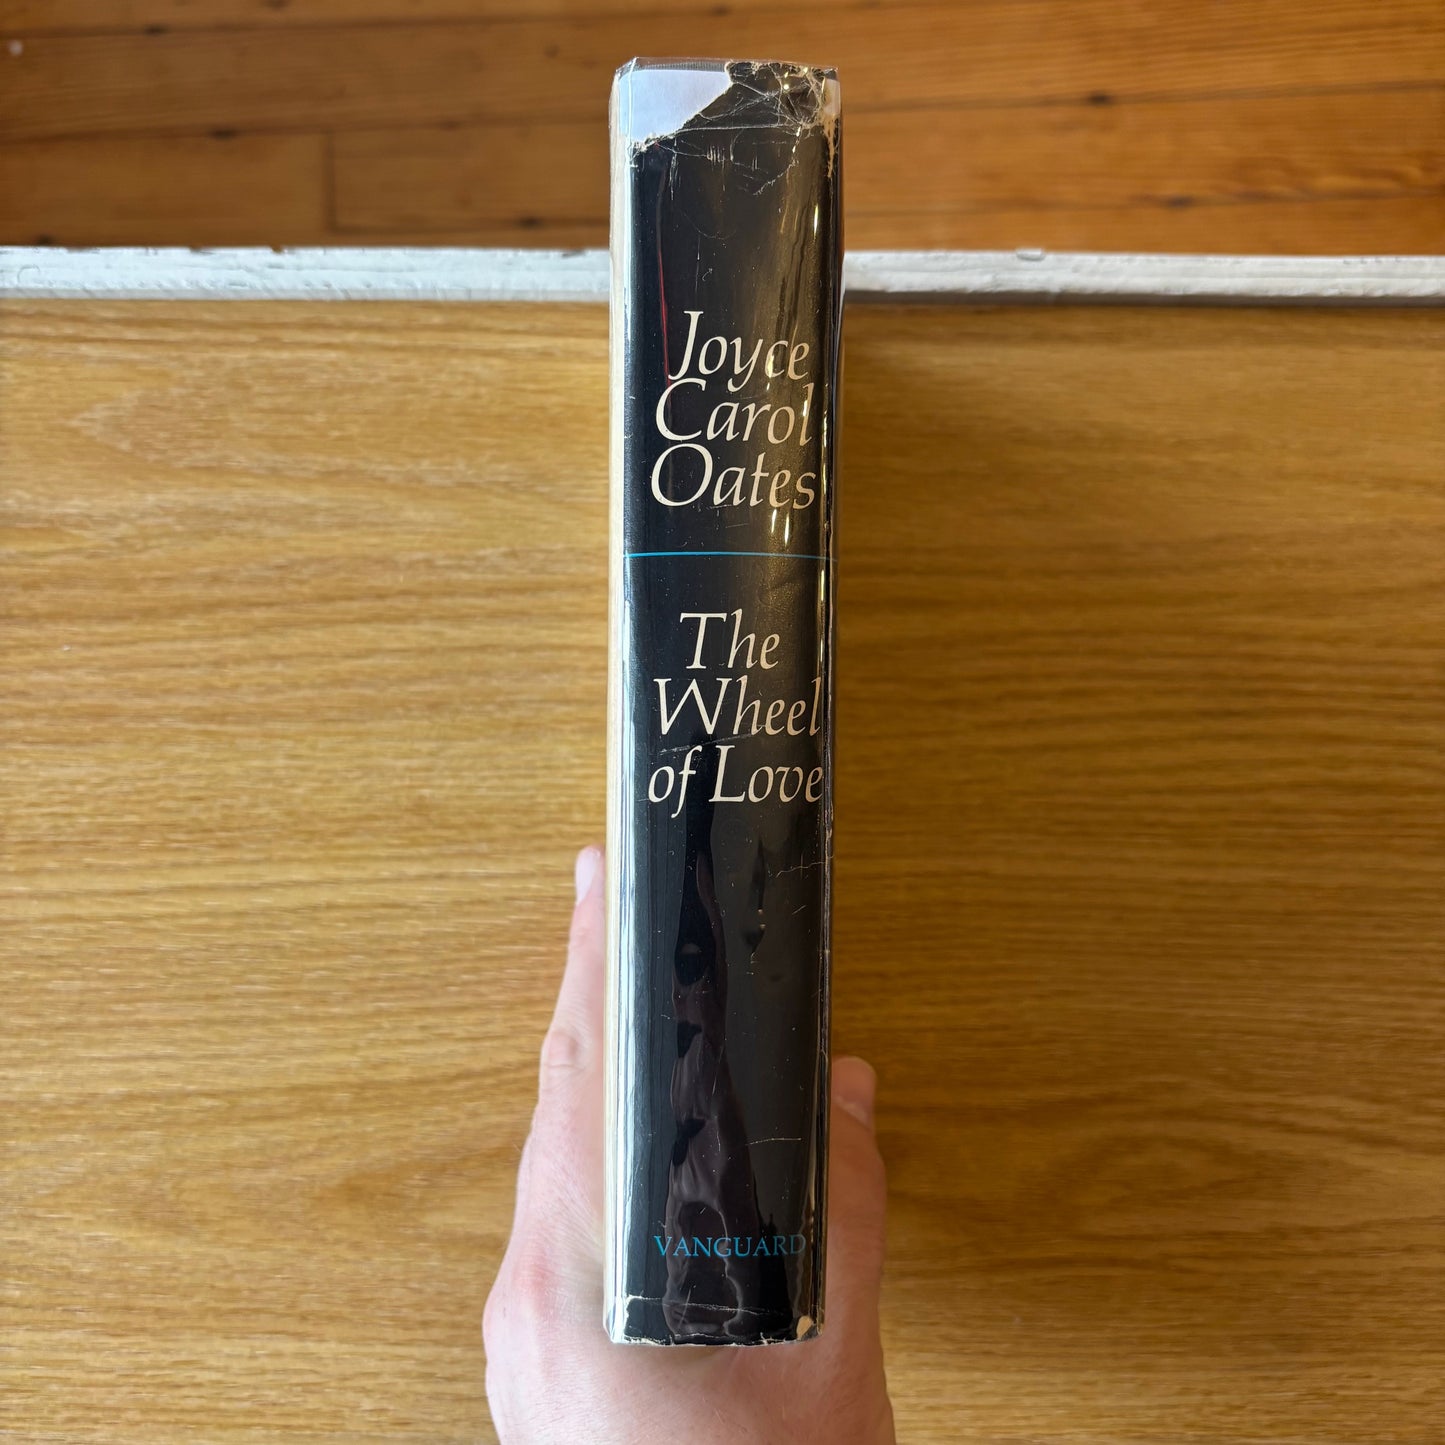 Joyce
Carol
Oates
The
Wheel
of Love
VANGUARD